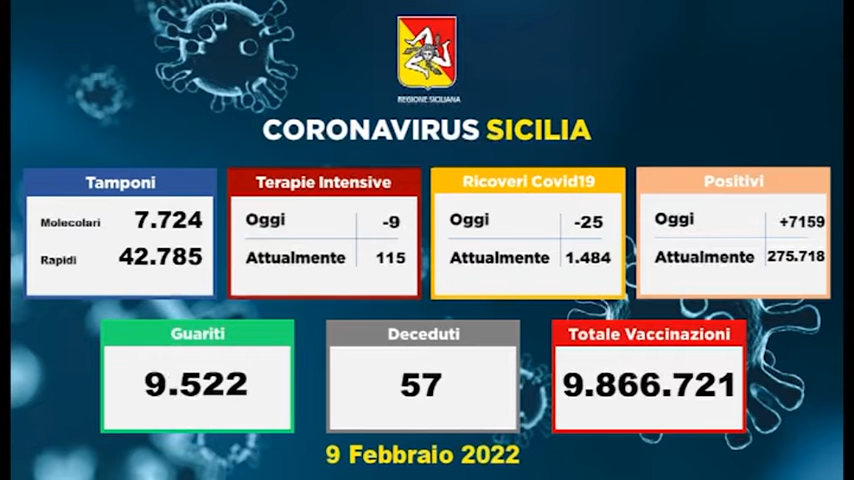 REGIONE SICILIANA
CORONAVIRUS SICILIA
Tamponi
Molecolari 7.724
Rapidi 42.785
Terapie Intensive
Oggi -9
Attualmente 115
Ricoveri Covid19
Oggi -25
Attualmente 1.484
Positivi
Oggi +7159
Attualmente 275.718
Guariti
9.522
Deceduti
57
Totale Vaccinazioni
9.866.721
9 Febbraio 2022